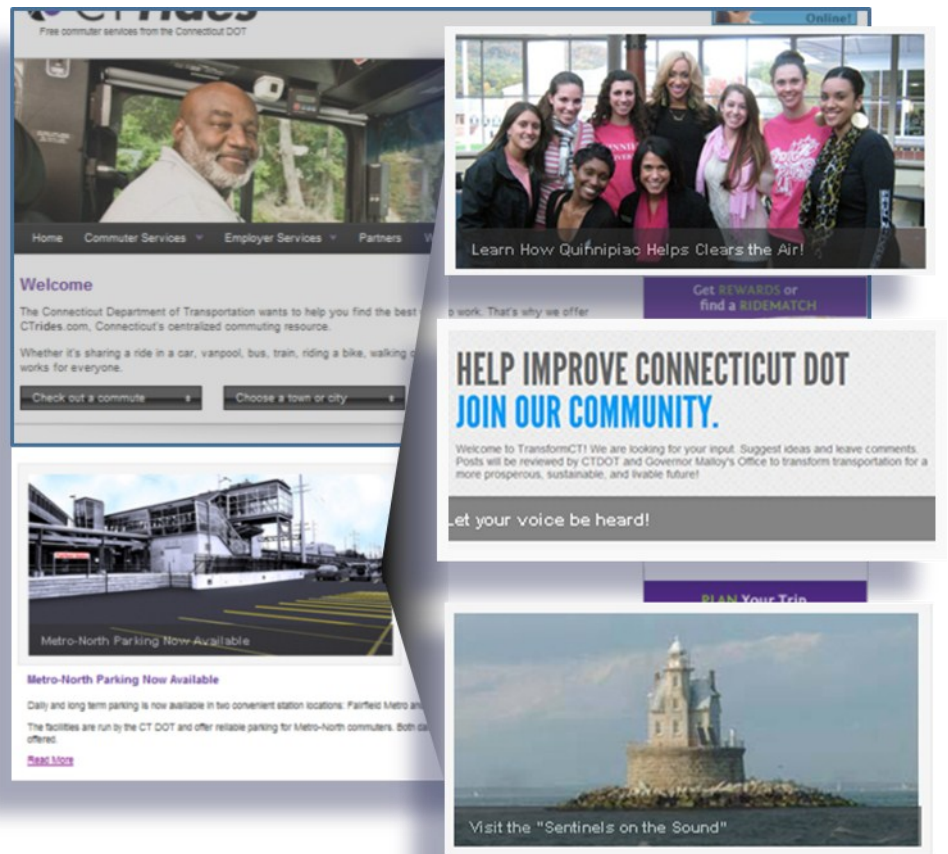 CTrides
Free commuter services from the Connecticut DOT
Online!
Home Commuter Services Employer Services Partners W
Welcome
The Connecticut Department of Transportation wants to help you find the best
o work. That's why we offer
CTrides.com, Connecticut's centralized commuting resource.
Whether it's sharing a ride in a car, vanpool, bus, train, riding a bike, walking
works for everyone.
Check out a commute
Choose a town or city
Metro-North Parking Now Available
Metro-North Parking Now Available
Daily and long term parking is now available in two convenient station locations: Fairfield Metro an
The facilities are run by the CT DOT and offer reliable parking for Metro-North commuters. Both
offered.
Read More
Learn How Quinnipiac Helps Clears the Air!
Get REWARDS or
find a RIDEMATCH
HELP IMPROVE CONNECTICUT DOT
JOIN OUR COMMUNITY.
Welcome to TransformCT! We are looking for your input. Suggest ideas and leave comments.
Posts will be reviewed by CTDOT and Governor Malloy's Office to transform transportation for a
more prosperous, sustainable, and livable future!
Let your voice be heard!
PLAN Your Trip
Visit the "Sentinels on the Sound"